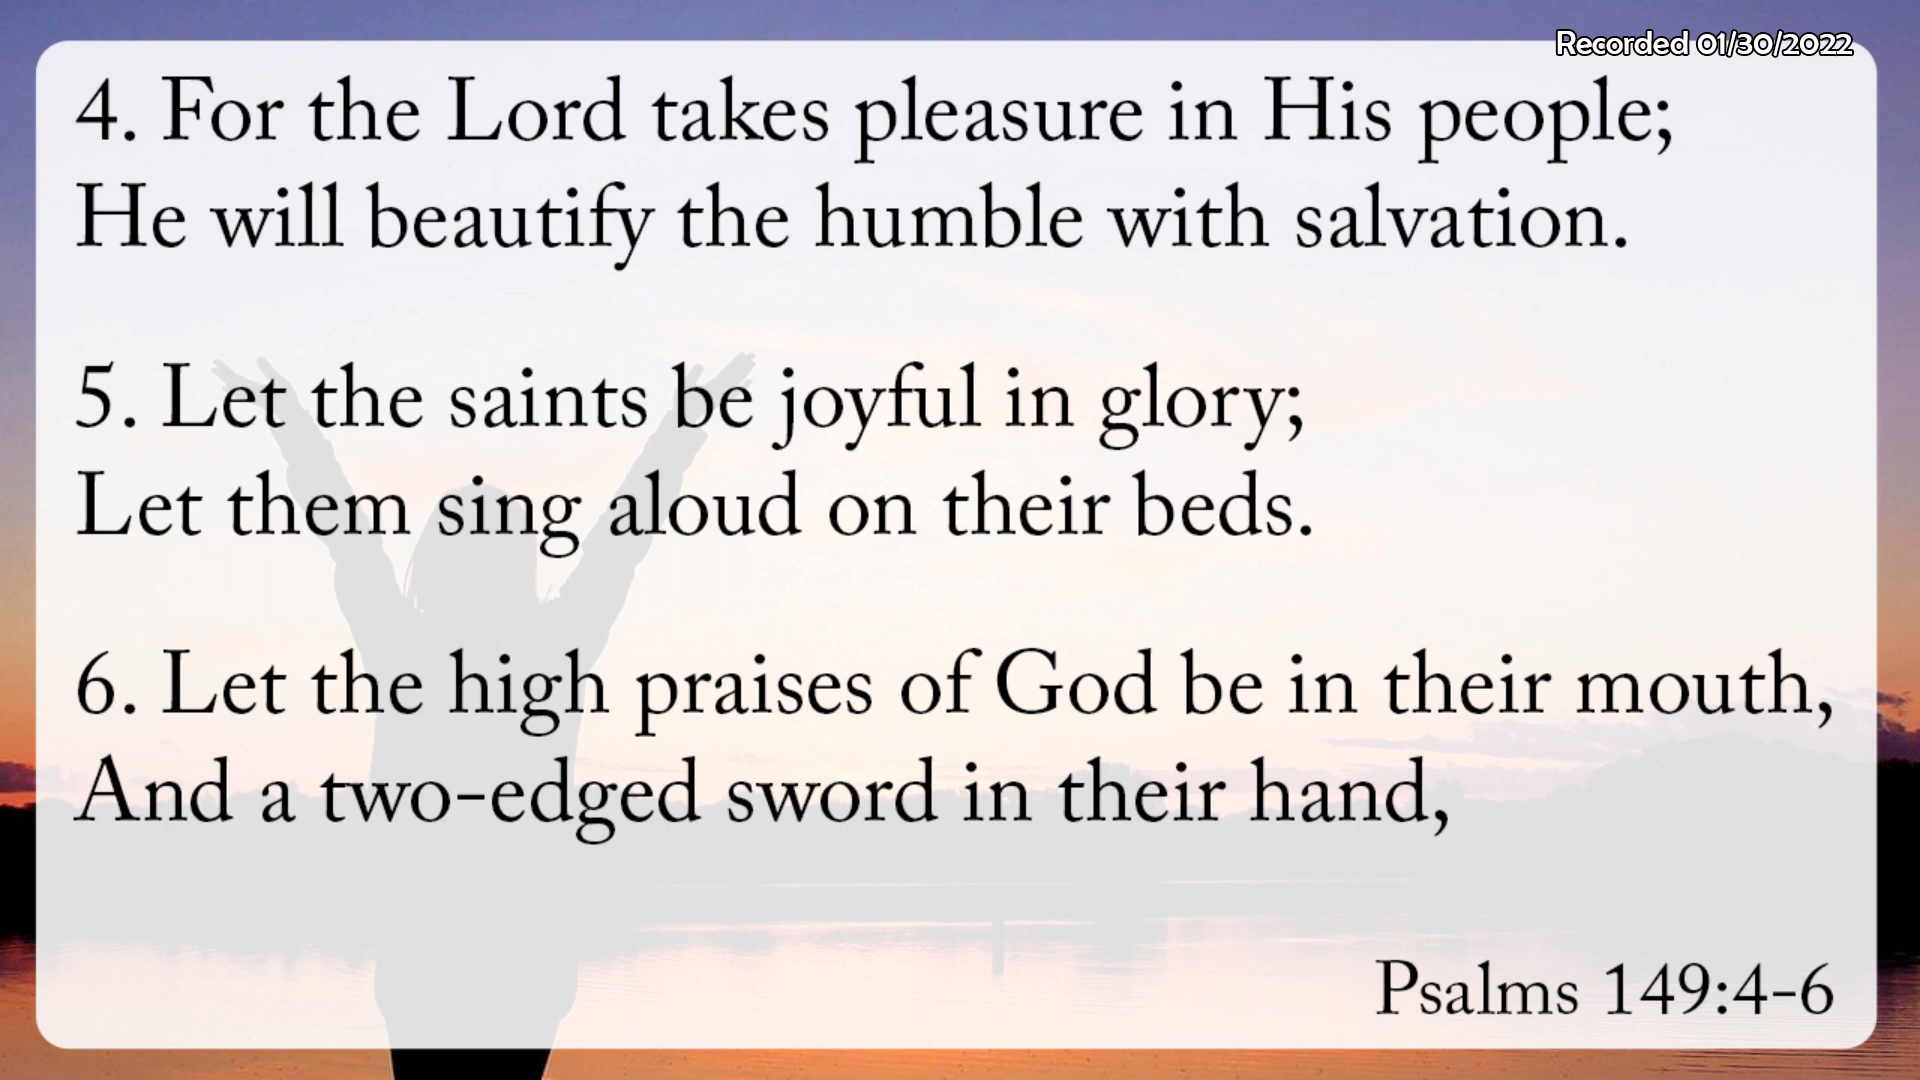 Recorded 01/30/2022
4. For the Lord takes pleasure in His people;
He will beautify the humble with salvation.
5. Let the saints be joyful in glory;
Let them sing aloud on their beds.
6. Let the high praises of God be in their mouth,
And a two-edged sword in their hand,
Psalms 149:4-6